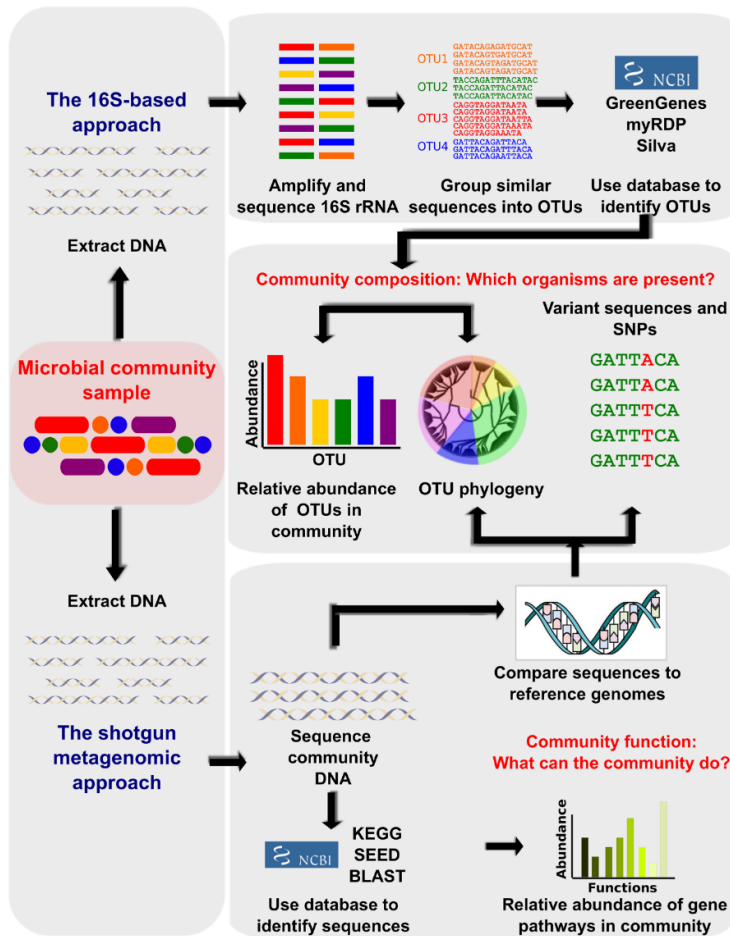 The 16S-based
approach
Extract DNA
Microbial community
sample
Extract DNA
The shotgun
metagenomic
approach
Amplify and
sequence 16S rRNA
OTU1
GATACAGAGATGCAT
GATACAGTGATGCAT
GATACAGTAGATGCAT
GATACAGTAGATGCAT
OTU2
TACCAGATTTACATAC
TACCAGATTACATAC
TACCAGATTACATAC
OTU3
CAGGTAGGATAATA
CAGGTAGGATAATA
CAGGTAGGATAATTA
CAGGTAGGATAAATA
CAGGTAGGAAATA
OTU4
GATTACAGATTACA
GATTACAGATTTACA
GATTACAGAATTACA
Group similar
sequences into OTUs
NCBI
GreenGenes
myRDP
Silva
Use database to
identify OTUs
Community composition: Which organisms are present?
Abundance
OTU
Relative abundance
of OTUs in
community
OTU phylogeny
Variant sequences and
SNPs
GATTACA
GATTACA
GATTTCA
GATTTCA
GATTTCA
Sequence
community
DNA
Compare sequences to
reference genomes
NCBI
KEGG
SEED
BLAST
Use database to
identify sequences
Community function:
What can the community do?
Abundance
Functions
Relative abundance of gene
pathways in community